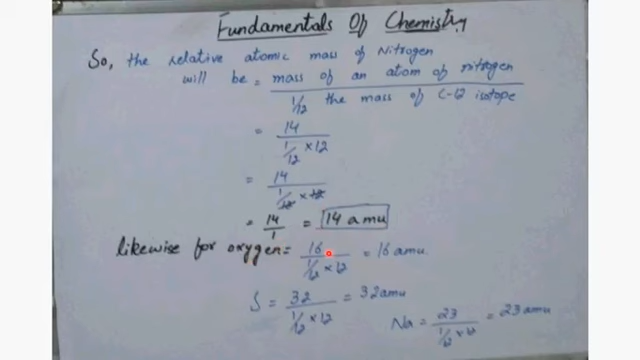 Fundamentals Of Chemistry
So, the relative atomic mass of Nitrogen
will be = mass of an atom of nitrogen
1/12 the mass of C-12 isotope
= 14
1/12 × 12
= 14
1/12 × 12
= 14/1 = 14 amu
likewise for oxygen = 16 = 16 amu.
1/12 × 12
S = 32 = 32 amu
1/12 × 12
Na = 23 = 23 amu
1/12 × 12